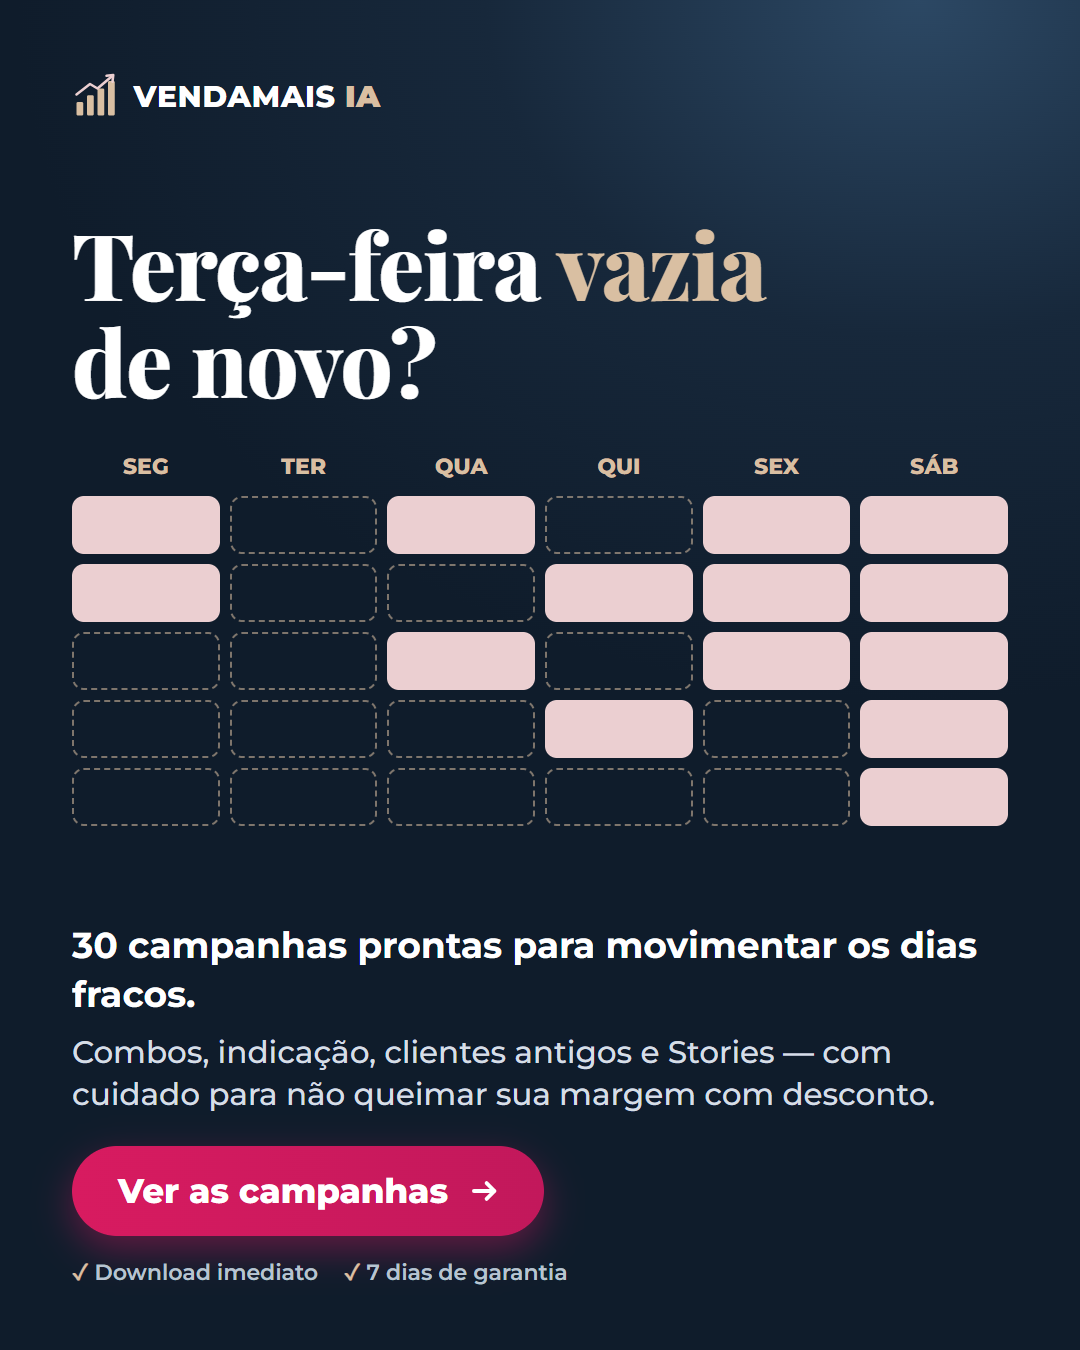 VENDAMAIS IA
Terça-feira vazia
de novo?
SEG TER QUA QUI SEX SÁB
30 campanhas prontas para movimentar os dias
fracos.
Combos, indicação, clientes antigos e Stories — com
cuidado para não queimar sua margem com desconto.
Ver as campanhas →
✓ Download imediato ✓ 7 dias de garantia